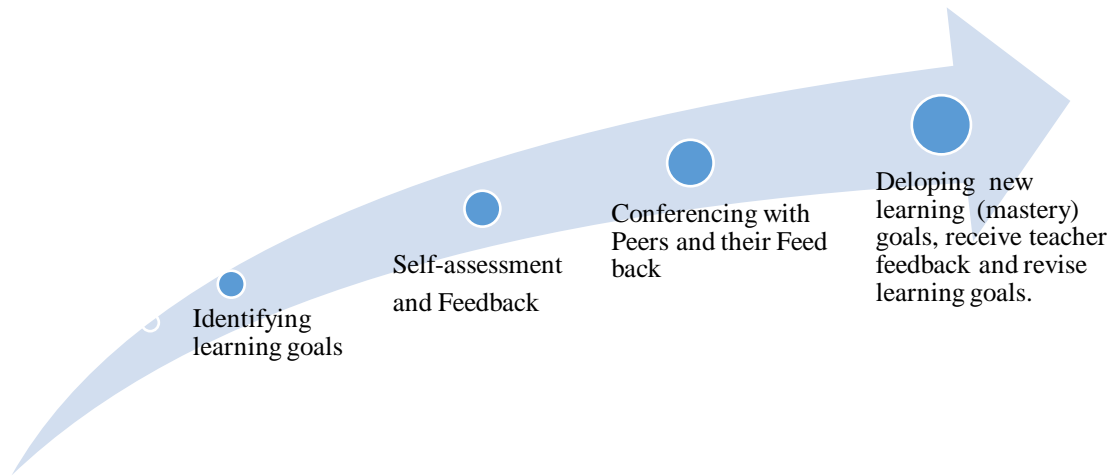 Identifying
learning goals
Self-assessment
and Feedback
Conferencing with
Peers and their Feed
back
Deloping new
learning (mastery)
goals, receive teacher
feedback and revise
learning goals.